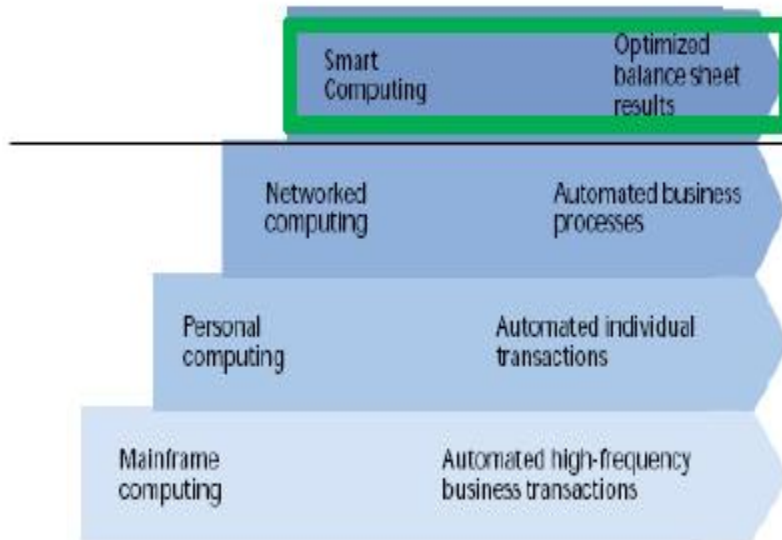 Smart
Computing
Optimized
balance sheet
results
Networked
computing
Automated business
processes
Personal
computing
Automated individual
transactions
Mainframe
computing
Automated high-frequency
business transactions